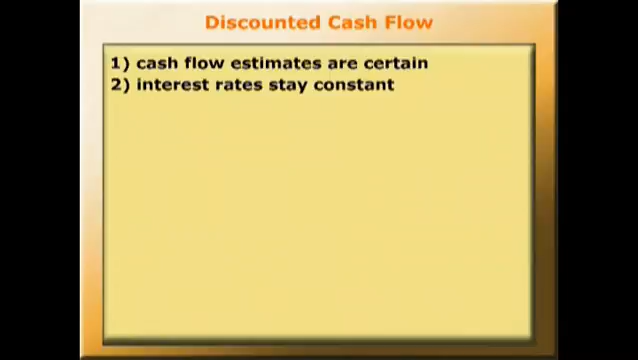 Discounted Cash Flow
1) cash flow estimates are certain
2) interest rates stay constant